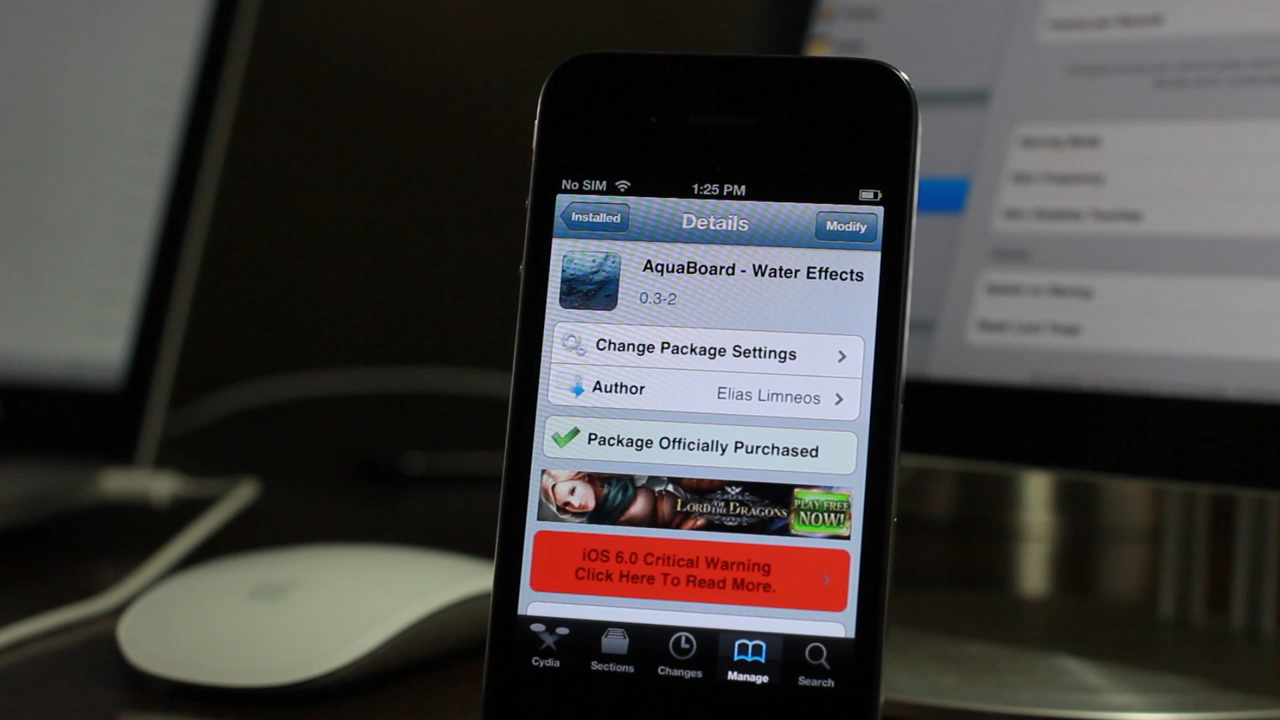 No SIM
1:25 PM
Installed
Details
Modify
AquaBoard - Water Effects
0.3-2
Change Package Settings
Author
Elias Limneos
Package Officially Purchased
LORD OF THE DRAGONS
PLAY FREE
NOW!
iOS 6.0 Critical Warning
Click Here To Read More.
Cydia
Sections
Changes
Manage
Search